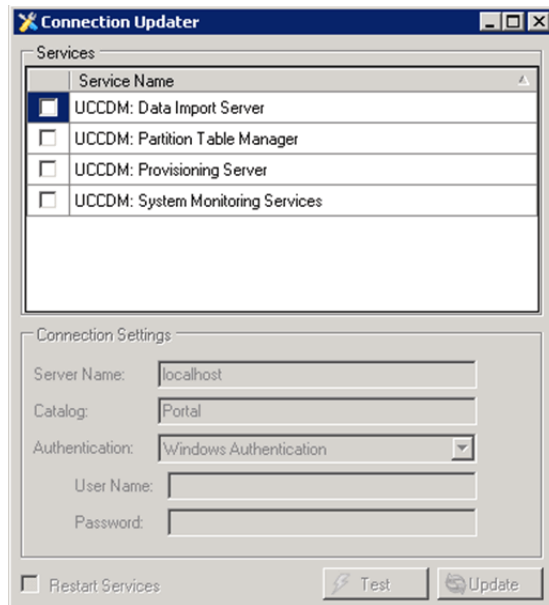 Connection Updater
Services
Service Name
UCCDM: Data Import Server
UCCDM: Partition Table Manager
UCCDM: Provisioning Server
UCCDM: System Monitoring Services
Connection Settings
Server Name: localhost
Catalog: Portal
Authentication: Windows Authentication
User Name:
Password:
Restart Services Test Update